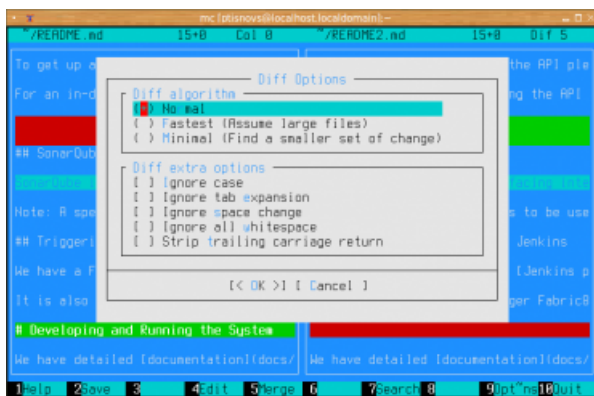 mc [ptisnovs@localhost.localdomain]:~
~/README.md 15+0 Col 0 ~/README2.md 15+0 Dif 5
To get up a the API ple
For an in-d ng the API
Diff Options
Diff algorithm
(*) No mal
( ) Fastest (Assume large files)
( ) Minimal (Find a smaller set of change)
## SonarQub
Diff extra options
[ ] Ignore case
[ ] Ignore tab expansion
[ ] Ignore space change
[ ] Ignore all whitespace
[ ] Strip trailing carriage return
Note: A spe s to be use
## Triggeri Jenkins
We have a F [Jenkins p
[< OK >] [ Cancel ]
It is also ger Fabric8
# Developing and Running the System
We have detailed [documentation](docs/ We have detailed [documentation](docs/
1Help 2Save 3 4Edit 5Merge 6 7Search 8 9Opt~ns10Quit